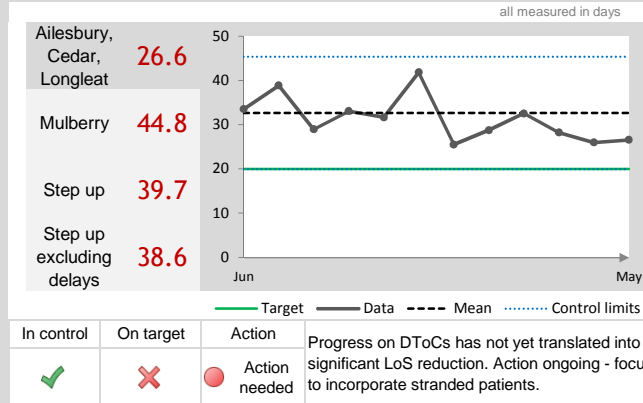 all measured in days
Ailesbury,
Cedar,
Longleat
26.6
Mulberry
44.8
Step up
39.7
Step up
excluding
delays
38.6
50
40
30
20
10
0
Jun
May
Target
Data
Mean
Control limits
In control
On target
Action
Action
needed
Progress on DToCs has not yet translated into
significant LoS reduction. Action ongoing - focu
to incorporate stranded patients.